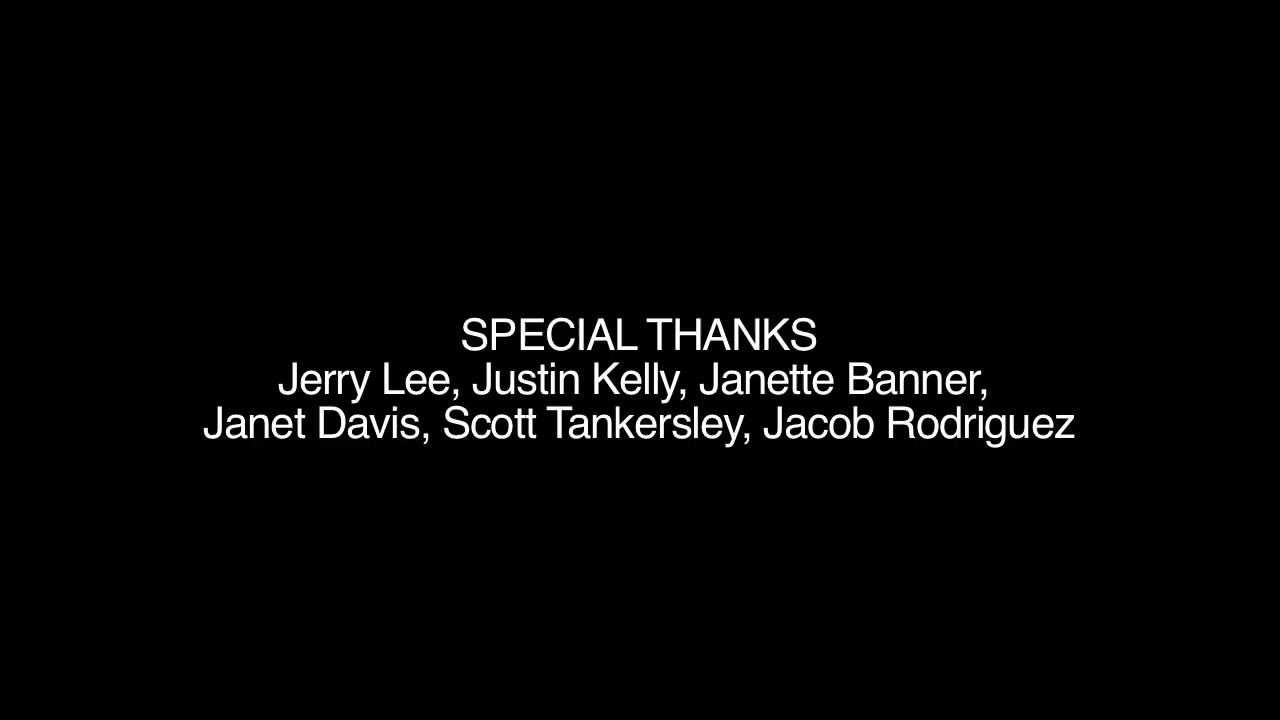 SPECIAL THANKS
Jerry Lee, Justin Kelly, Janette Banner,
Janet Davis, Scott Tankersley, Jacob Rodriguez